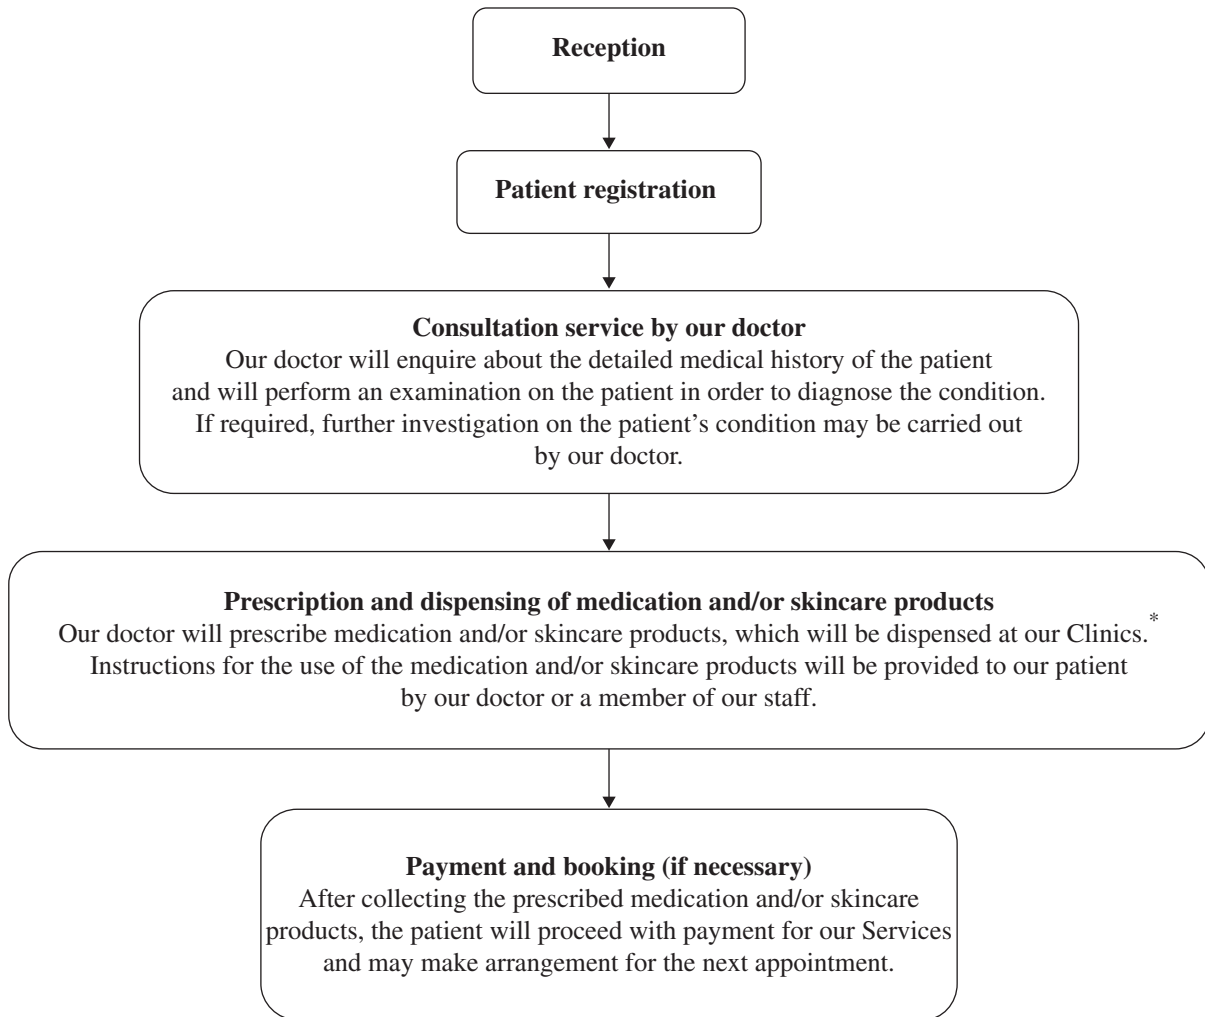 Reception
Patient registration
Consultation service by our doctor
Our doctor will enquire about the detailed medical history of the patient
and will perform an examination on the patient in order to diagnose the condition.
If required, further investigation on the patient’s condition may be carried out
by our doctor.
Prescription and dispensing of medication and/or skincare products
Our doctor will prescribe medication and/or skincare products, which will be dispensed at our Clinics.*
Instructions for the use of the medication and/or skincare products will be provided to our patient
by our doctor or a member of our staff.
Payment and booking (if necessary)
After collecting the prescribed medication and/or skincare
products, the patient will proceed with payment for our Services
and may make arrangement for the next appointment.